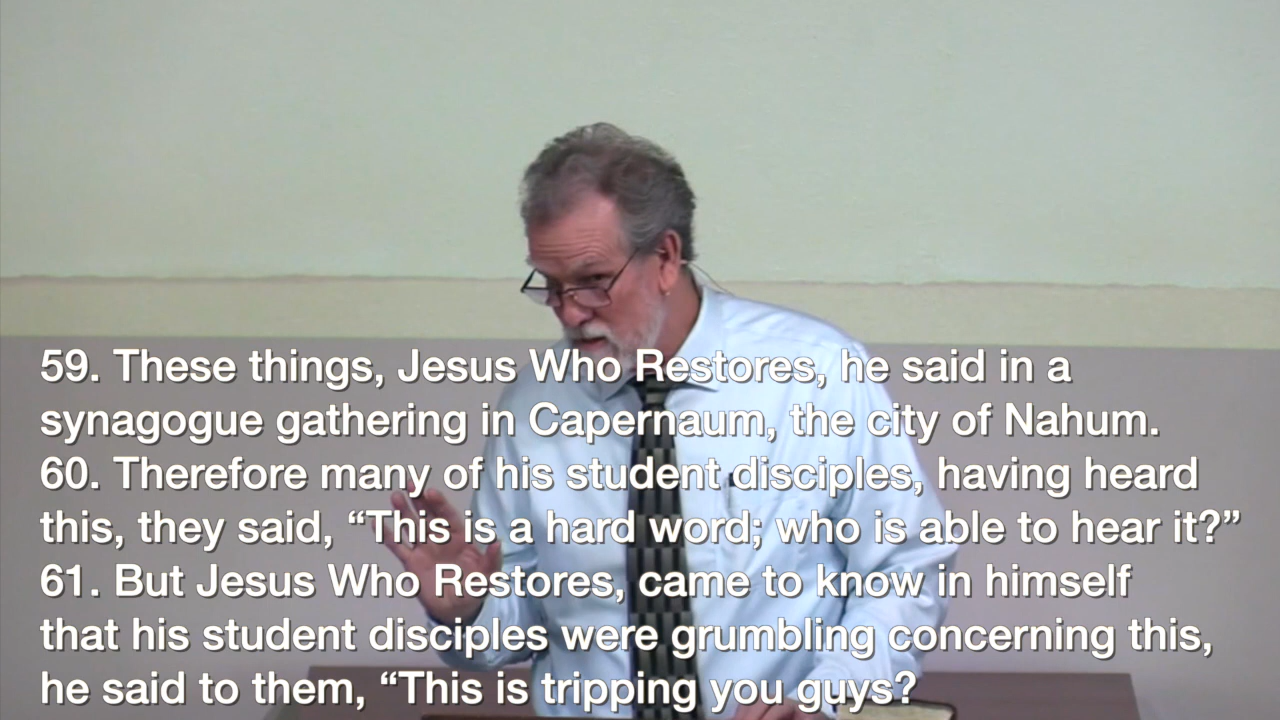 59. These things, Jesus Who Restores, he said in a
synagogue gathering in Capernaum, the city of Nahum.
60. Therefore many of his student disciples, having heard
this, they said, “This is a hard word; who is able to hear it?”
61. But Jesus Who Restores, came to know in himself
that his student disciples were grumbling concerning this,
he said to them, “This is tripping you guys?